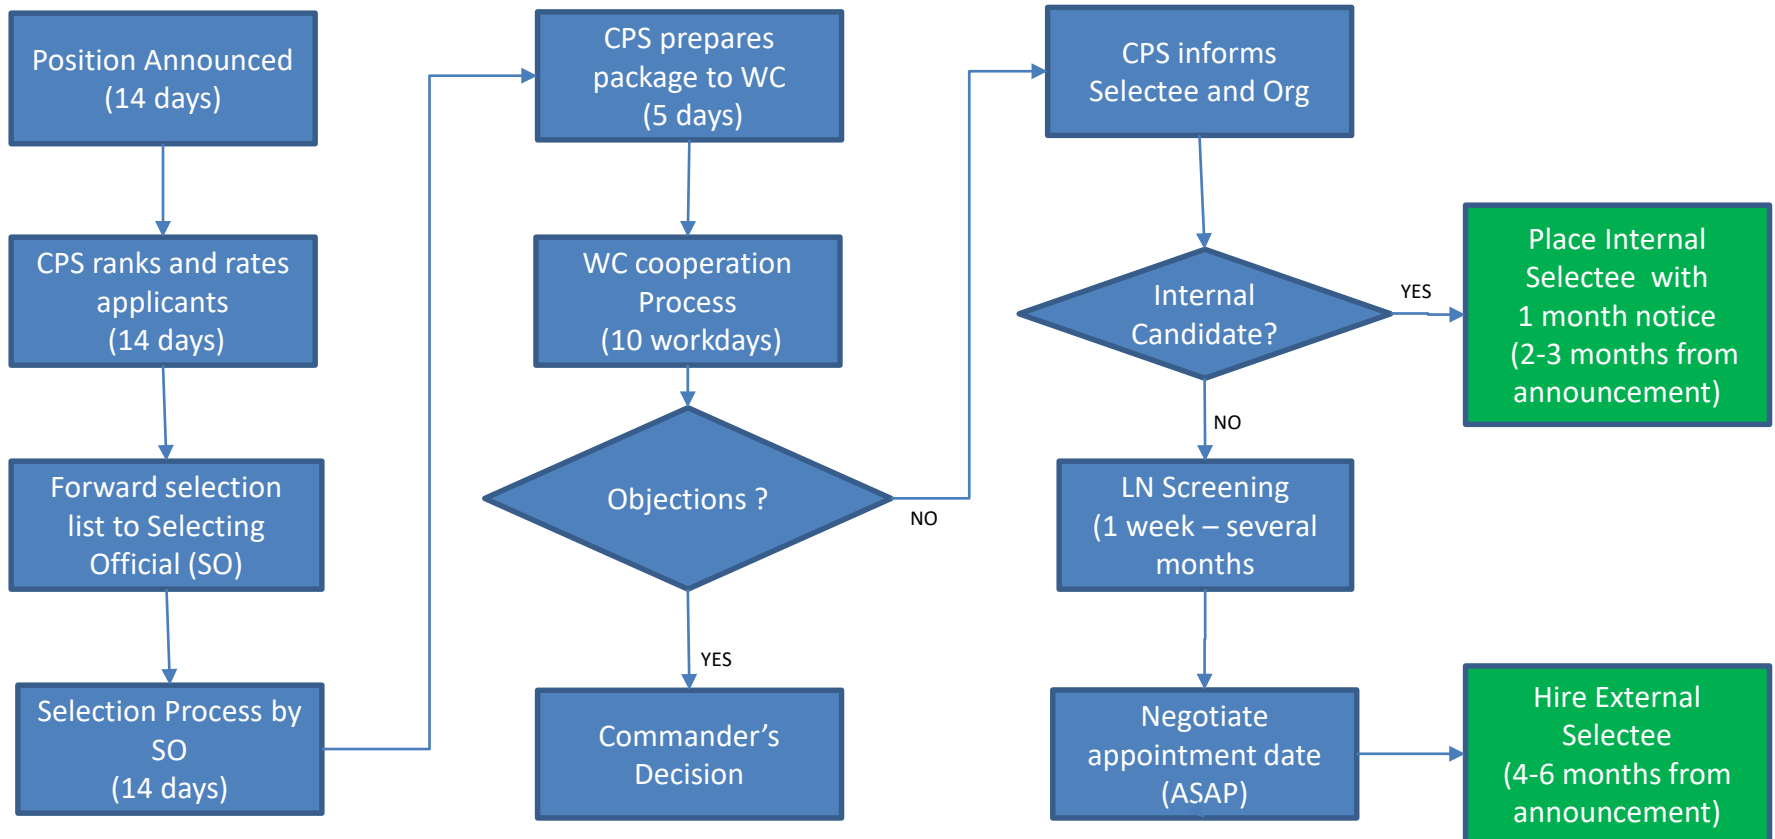 Position Announced
(14 days)
CPS ranks and rates
applicants
(14 days)
Forward selection
list to Selecting
Official (SO)
Selection Process by
SO
(14 days)
CPS prepares
package to WC
(5 days)
WC cooperation
Process
(10 workdays)
Objections ?
NO
YES
Commander’s
Decision
CPS informs
Selectee and Org
Internal
Candidate?
YES
NO
LN Screening
(1 week – several
months
Negotiate
appointment date
(ASAP)
Place Internal
Selectee with
1 month notice
(2-3 months from
announcement)
Hire External
Selectee
(4-6 months from
announcement)